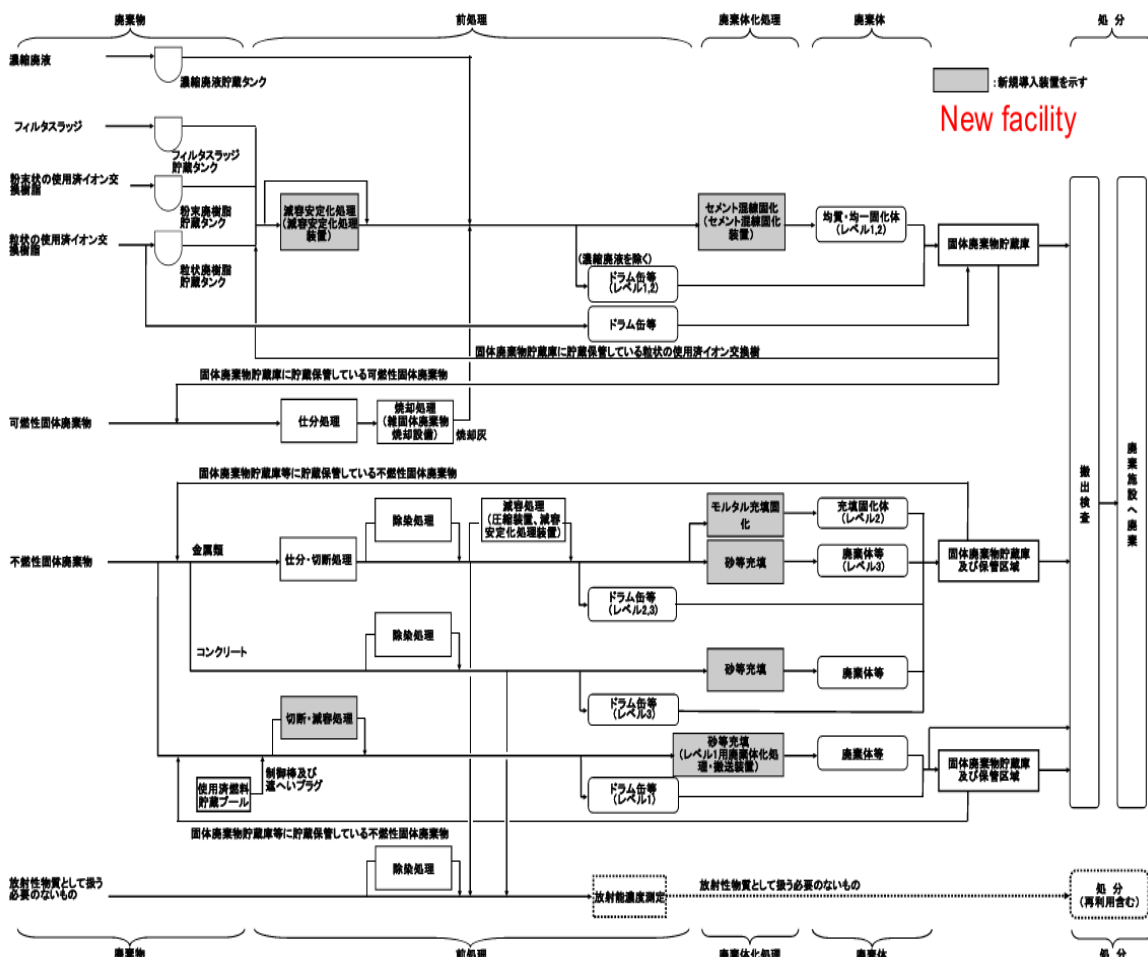 廃棄物
前処理
廃棄体化処理
廃棄体
処 分
濃縮廃液
濃縮廃液貯蔵タンク
:新規導入装置を示す
New facility
フィルタスラッジ
フィルタスラッジ
貯蔵タンク
粉末状の使用済イオン交
換樹脂
粉末廃樹脂
貯蔵タンク
粒状の使用済イオン交換
樹脂
粒状廃樹脂
貯蔵タンク
減容安定化処理
(減容安定化処理
装置)
セメント混練固化
(セメント混練固化
装置)
均質・均一固化体
(レベル1,2)
固体廃棄物貯蔵庫
(濃縮廃液を除く)
ドラム缶等
(レベル1,2)
ドラム缶等
固体廃棄物貯蔵庫に貯蔵保管している粒状の使用済イオン交換樹
固体廃棄物貯蔵庫に貯蔵保管している可燃性固体廃棄物
可燃性固体廃棄物
仕分処理
焼却処理
(雑固体廃棄物
焼却設備)
焼却灰
搬出検査
廃棄施設へ廃棄
固体廃棄物貯蔵庫等に貯蔵保管している不燃性固体廃棄物
除染処理
減容処理
(圧縮装置、減容
安定化処理装置)
モルタル充填固
化
充填固化体
(レベル2)
金属類
不燃性固体廃棄物
仕分・切断処理
砂等充填
廃棄体等
(レベル3)
固体廃棄物貯蔵庫
及び保管区域
ドラム缶等
(レベル2,3)
除染処理
コンクリート
砂等充填
廃棄体等
ドラム缶等
(レベル3)
切断・減容処理
砂等充填
(レベル1用廃棄体化処
理・搬送装置)
廃棄体等
固体廃棄物貯蔵庫
及び保管区域
使用済燃料
貯蔵プール
制御棒及び
遮へいプラグ
ドラム缶等
(レベル1)
固体廃棄物貯蔵庫等に貯蔵保管している不燃性固体廃棄物
除染処理
放射性物質として扱う
必要のないもの
放射能濃度測定
放射性物質として扱う必要のないもの
処 分
(再利用含む)
廃棄物
前処理
廃棄体化処理
廃棄体
処 分